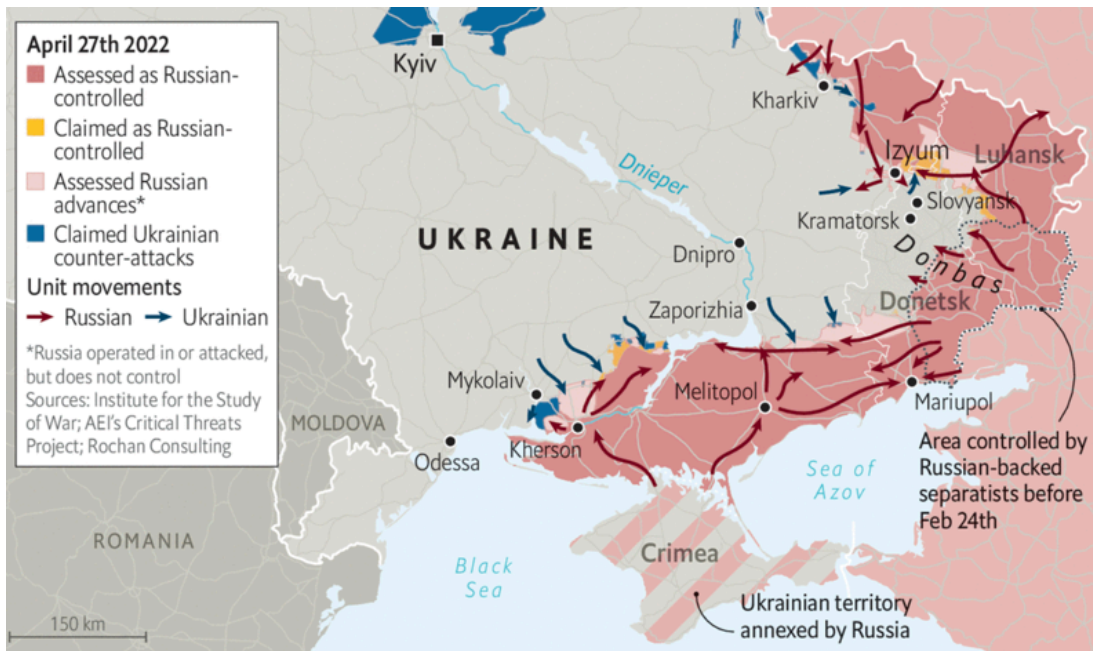 April 27th 2022
Assessed as Russian-
controlled
Claimed as Russian-
controlled
Assessed Russian
advances*
Claimed Ukrainian
counter-attacks
Unit movements
Russian
Ukrainian
*Russia operated in or attacked,
but does not control
Sources: Institute for the Study
of War; AEI's Critical Threats
Project; Rochan Consulting
Kyiv
Kharkiv
Dnieper
Izyum
Luhansk
Slovyansk
Kramatorsk
UKRAINE
Dnipro
Donbas
Zaporizhia
Donetsk
Mykolaiv
Melitopol
Mariupol
MOLDOVA
Odessa
Kherson
Sea of
Azov
Area controlled by
Russian-backed
separatists before
Feb 24th
ROMANIA
Black
Sea
Crimea
Ukrainian territory
annexed by Russia
150 km